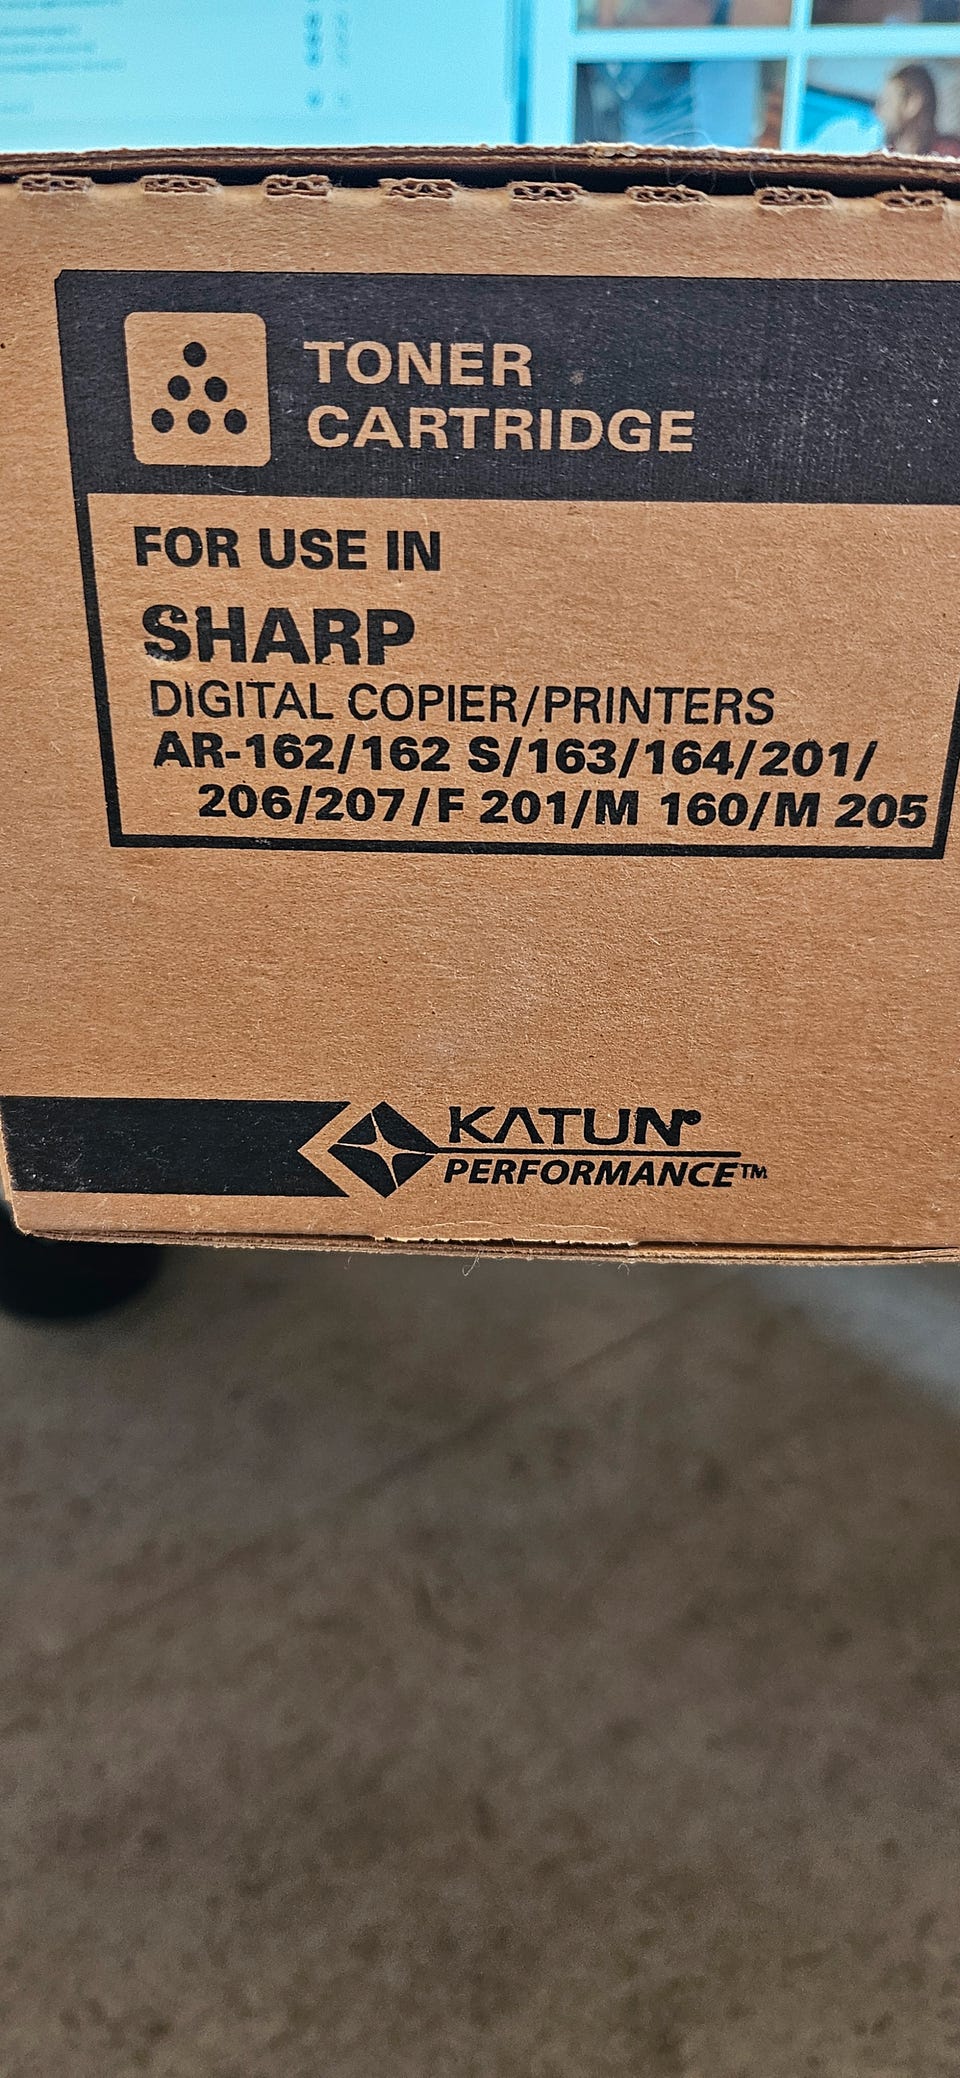 TONER
CARTRIDGE
FOR USE IN
SHARP
DIGITAL COPIER/PRINTERS
AR-162/162 S/163/164/201/
206/207/F 201/M 160/M 205
KATUN®
PERFORMANCE™